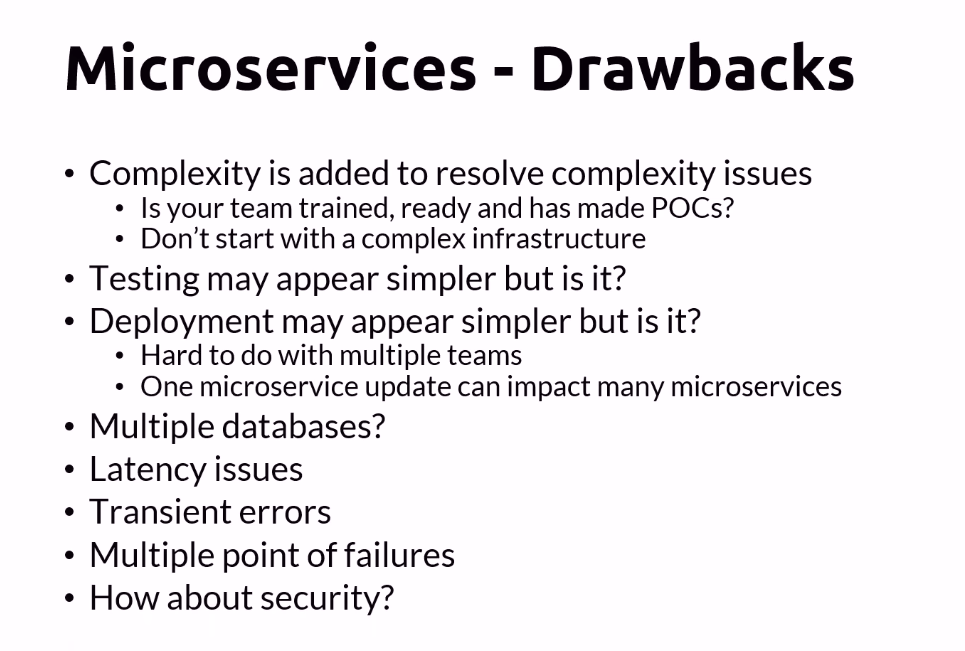 Microservices - Drawbacks
• Complexity is added to resolve complexity issues
• Is your team trained, ready and has made POCs?
• Don’t start with a complex infrastructure
• Testing may appear simpler but is it?
• Deployment may appear simpler but is it?
• Hard to do with multiple teams
• One microservice update can impact many microservices
• Multiple databases?
• Latency issues
• Transient errors
• Multiple point of failures
• How about security?